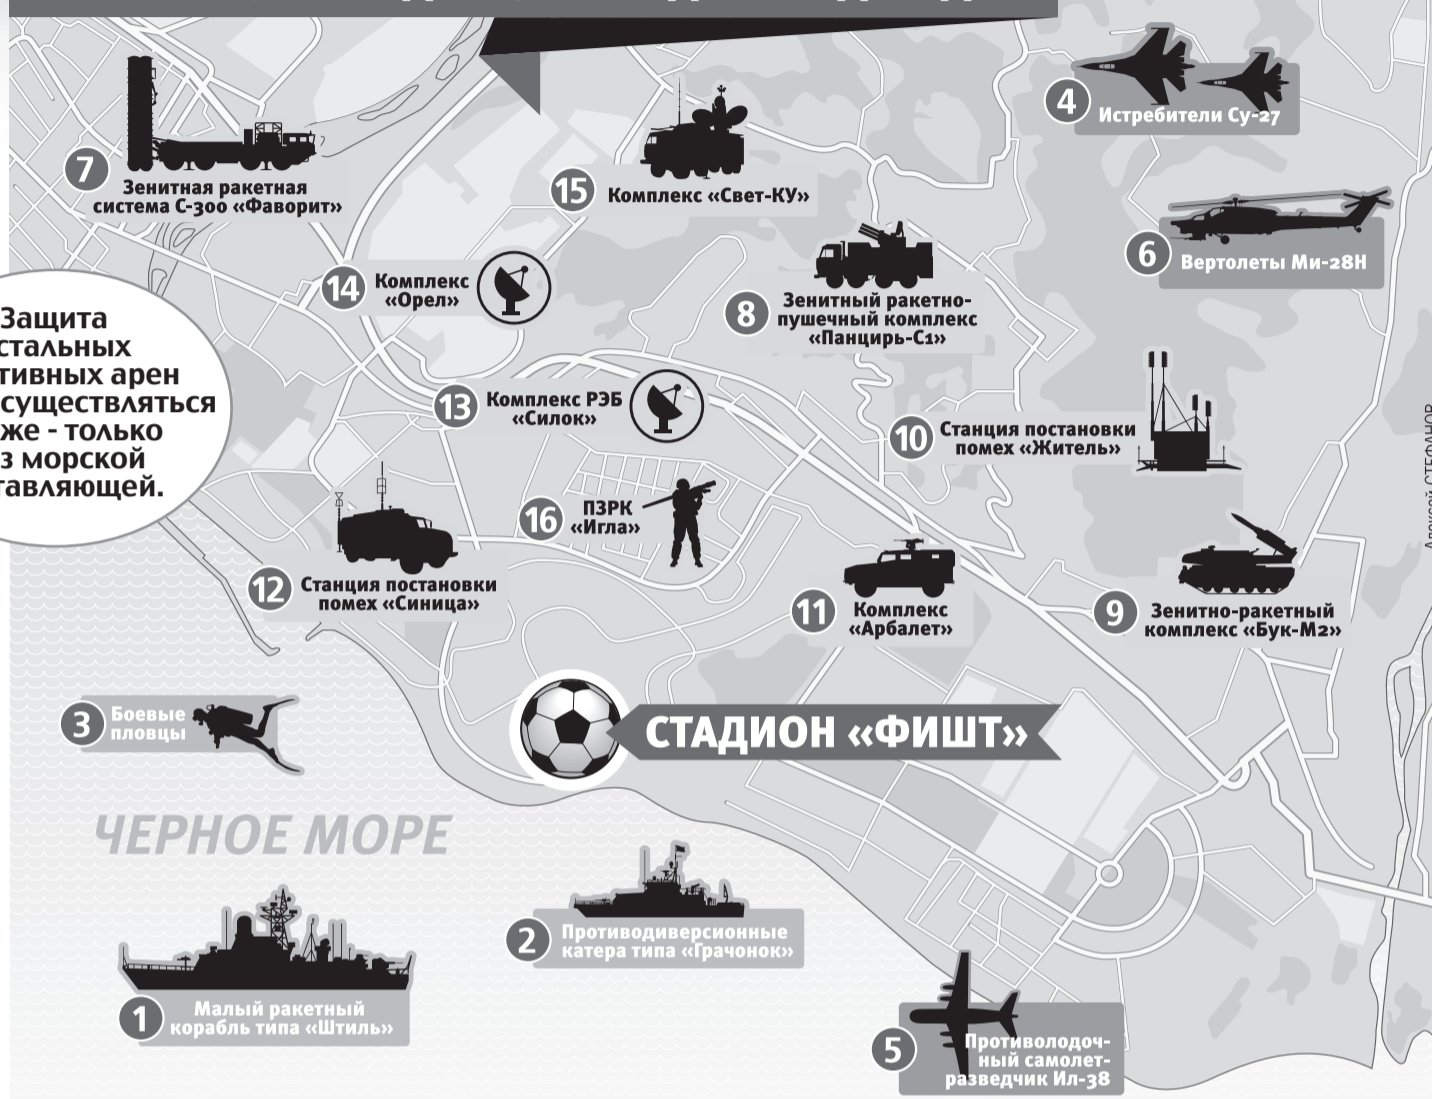 4
Истребители Су-27
7
Зенитная ракетная
система С-300 «Фаворит»
15
Комплекс «Свет-КУ»
6
Вертолеты Ми-28Н
14
Комплекс
«Орел»
8
Зенитный ракетно-
пушечный комплекс
«Панцирь-С1»
Защита
стальных
тивных арен
существляться
же - только
з морской
тавляющей.
13
Комплекс РЭБ
«Силок»
10
Станция постановки
помех «Житель»
16
ПЗРК
«Игла»
12
Станция постановки
помех «Синица»
11
Комплекс
«Арбалет»
9
Зенитно-ракетный
комплекс «Бук-М2»
Алексей СТЕФАНОВ
3
Боевые
пловцы
СТАДИОН «ФИШТ»
ЧЕРНОЕ МОРЕ
2
Противодиверсионные
катера типа «Грачонок»
1
Малый ракетный
корабль типа «Штиль»
5
Противолодоч-
ный самолет-
разведчик Ил-38